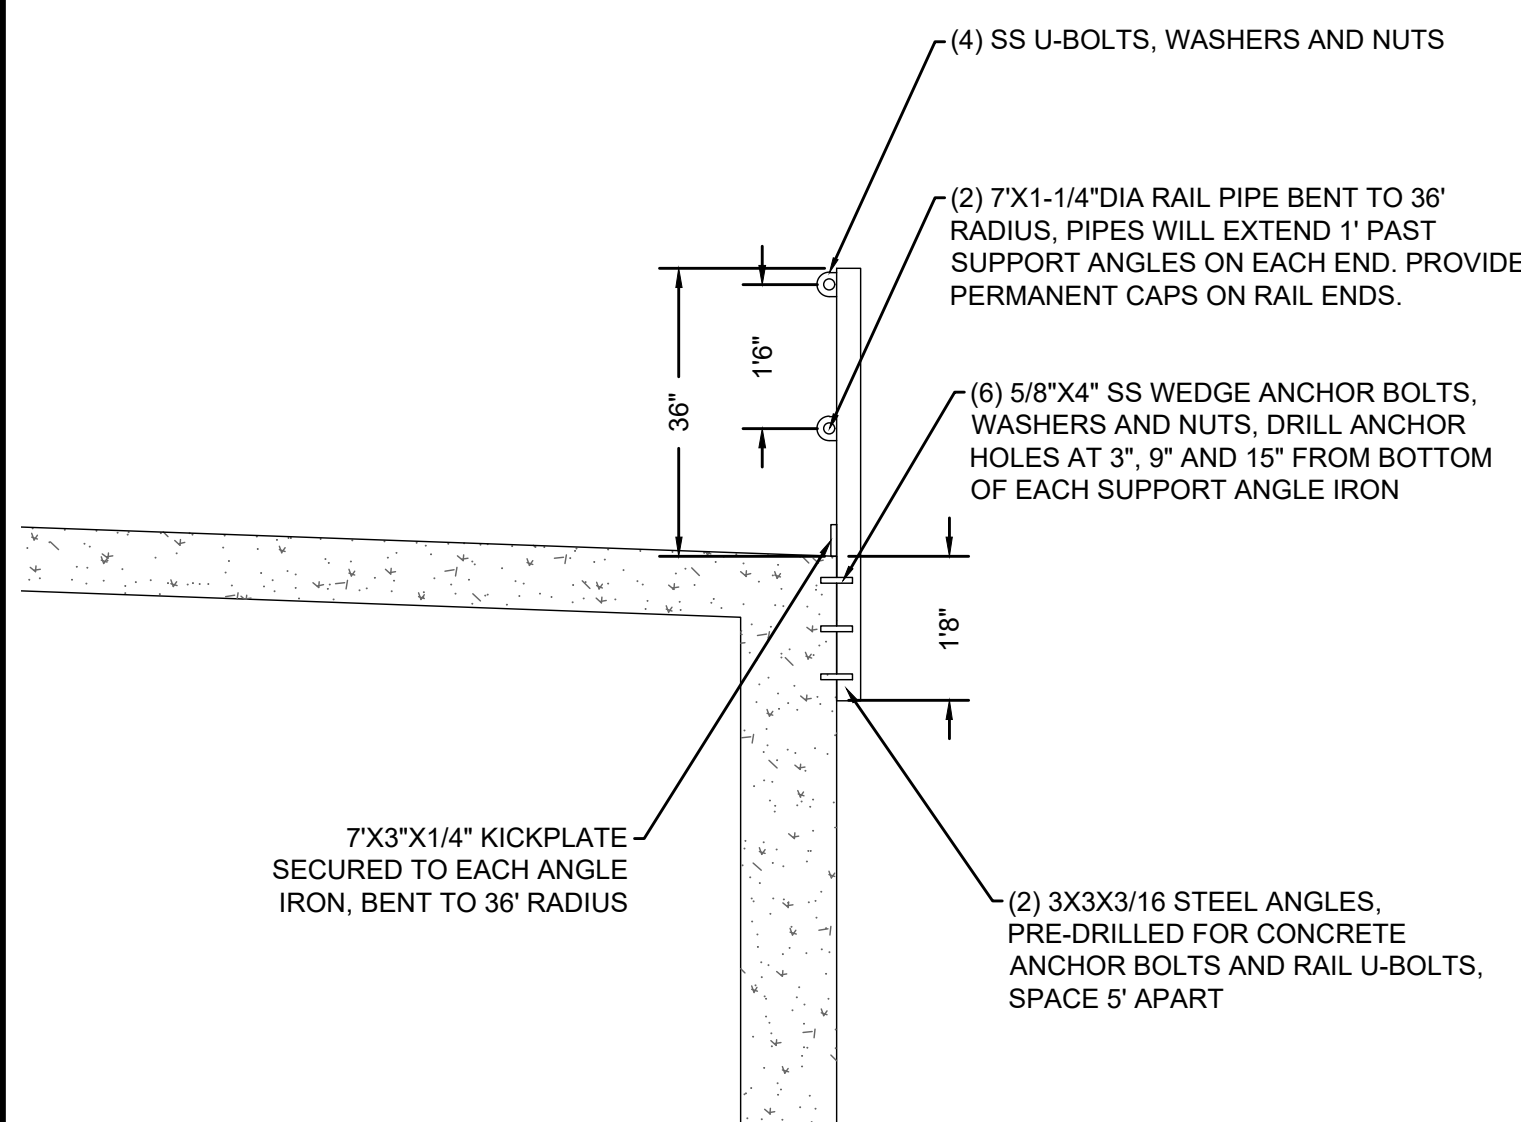 (4) SS U-BOLTS, WASHERS AND NUTS
(2) 7'X1-1/4"DIA RAIL PIPE BENT TO 36'
RADIUS, PIPES WILL EXTEND 1' PAST
SUPPORT ANGLES ON EACH END. PROVIDE
PERMANENT CAPS ON RAIL ENDS.
1'6"
36"
(6) 5/8"X4" SS WEDGE ANCHOR BOLTS,
WASHERS AND NUTS, DRILL ANCHOR
HOLES AT 3", 9" AND 15" FROM BOTTOM
OF EACH SUPPORT ANGLE IRON
1'8"
7'X3"X1/4" KICKPLATE
SECURED TO EACH ANGLE
IRON, BENT TO 36' RADIUS
(2) 3X3X3/16 STEEL ANGLES,
PRE-DRILLED FOR CONCRETE
ANCHOR BOLTS AND RAIL U-BOLTS,
SPACE 5' APART